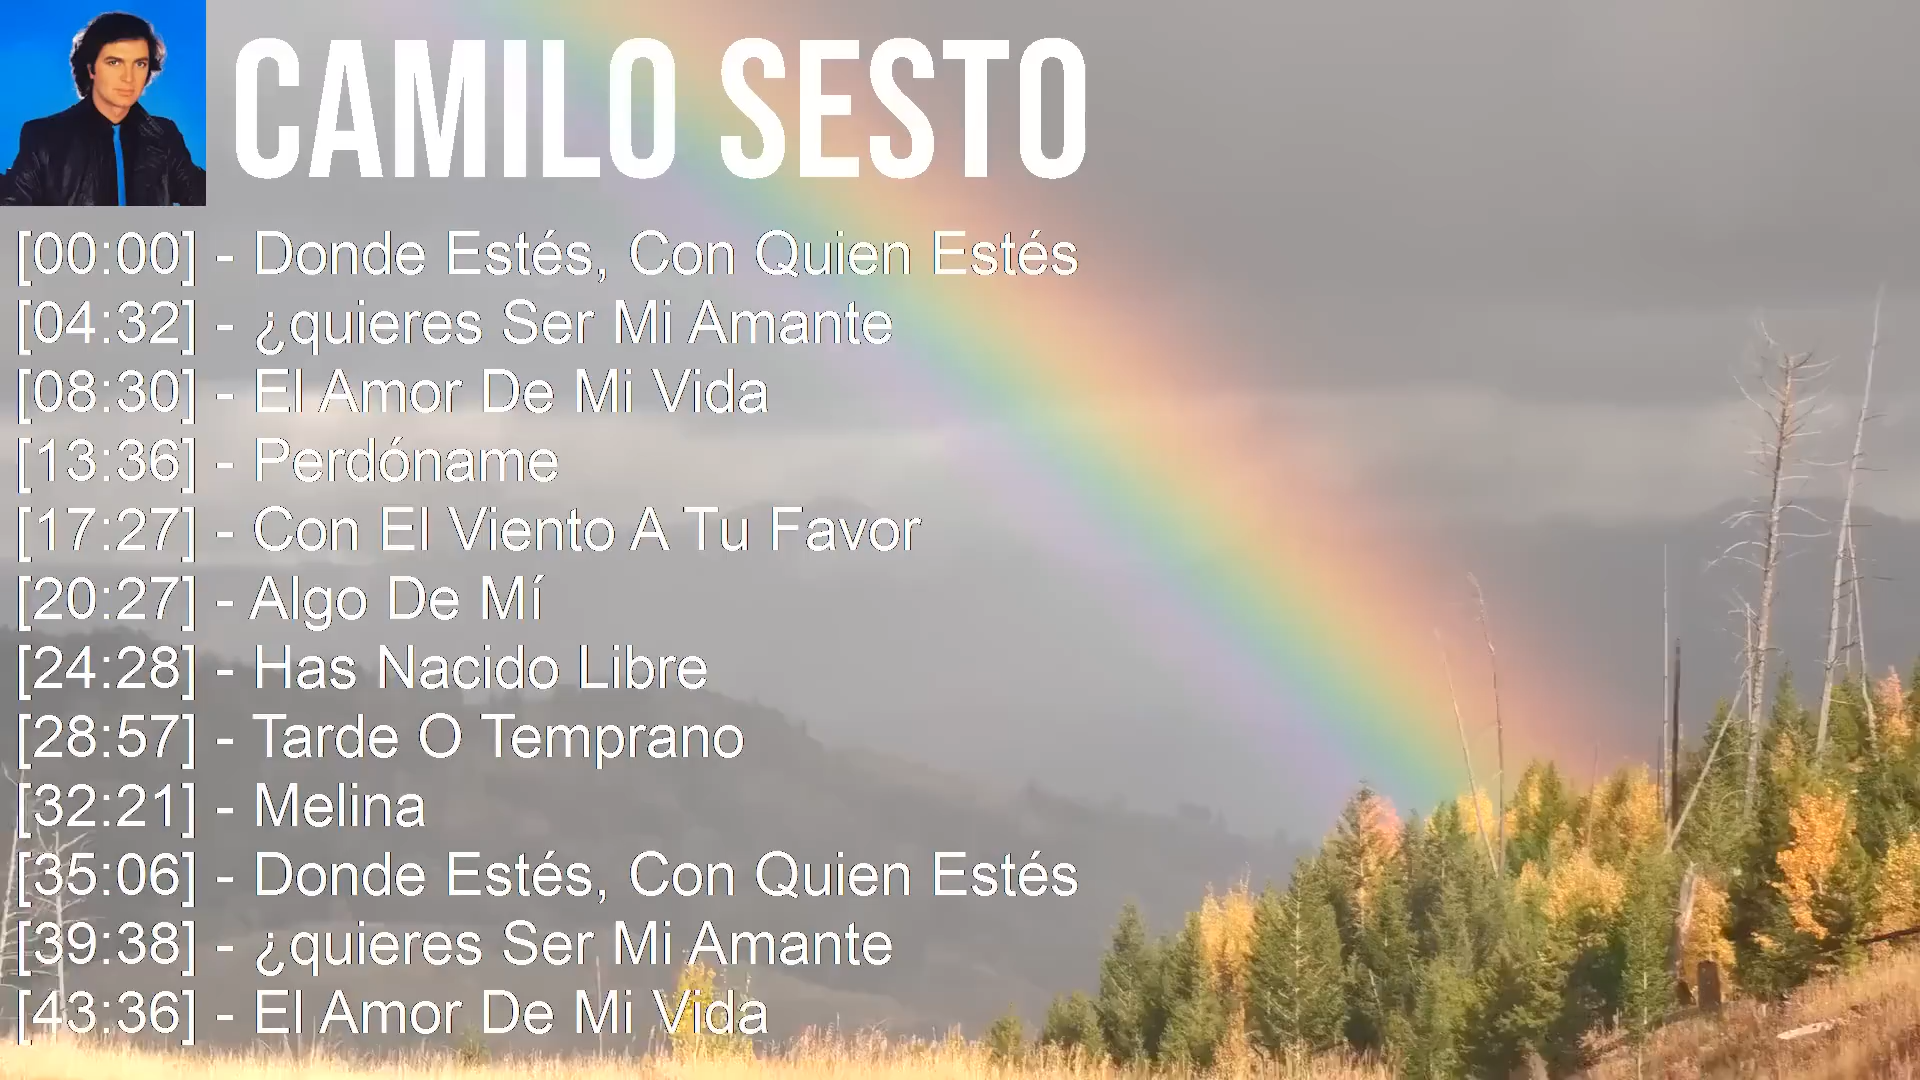 CAMILO SESTO
[00:00] - Donde Estés, Con Quien Estés
[04:32] - ¿quieres Ser Mi Amante
[08:30] - El Amor De Mi Vida
[13:36] - Perdóname
[17:27] - Con El Viento A Tu Favor
[20:27] - Algo De Mí
[24:28] - Has Nacido Libre
[28:57] - Tarde O Temprano
[32:21] - Melina
[35:06] - Donde Estés, Con Quien Estés
[39:38] - ¿quieres Ser Mi Amante
[43:36] - El Amor De Mi Vida